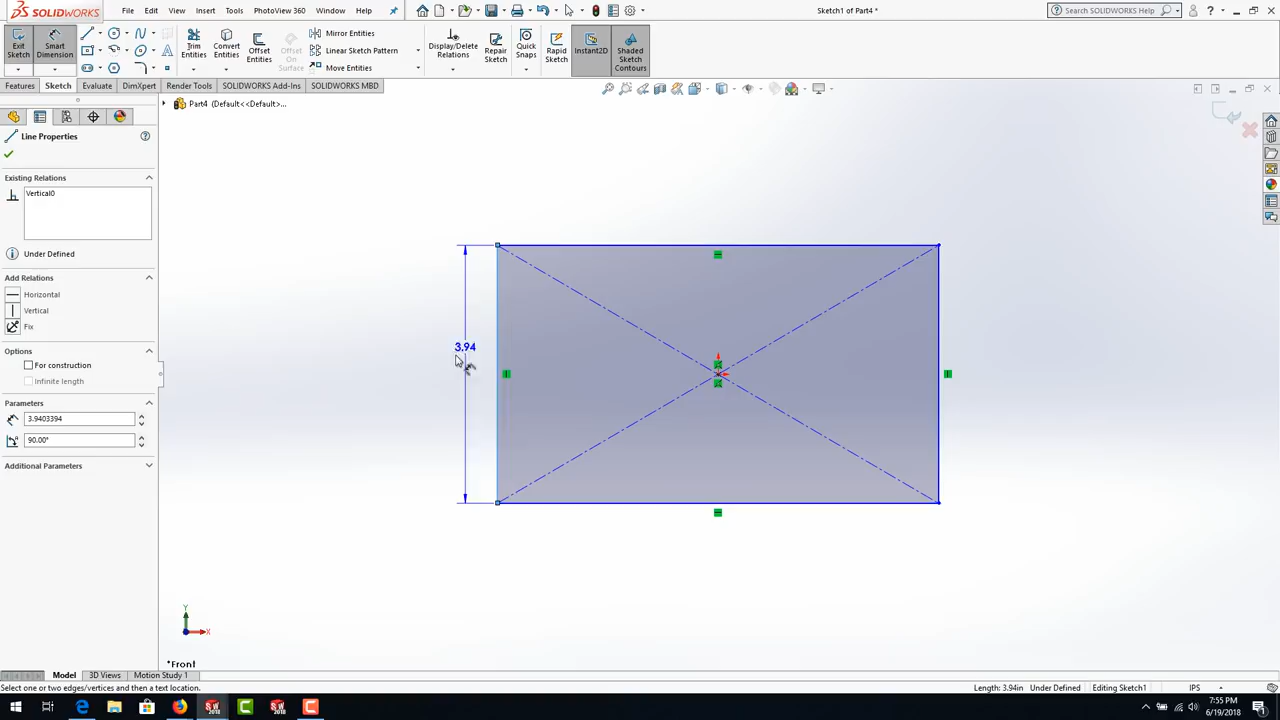 SOLIDWORKS
File
Edit
View
Insert
Tools
PhotoView 360
Window
Help
Sketch1 of Part4 *
Search SOLIDWORKS Help
Exit Sketch
Smart Dimension
Trim Entities
Convert Entities
Offset Entities
Offset On Surface
Mirror Entities
Linear Sketch Pattern
Move Entities
Display/Delete Relations
Repair Sketch
Quick Snaps
Rapid Sketch
Instant2D
Shaded Sketch Contours
Features
Sketch
Evaluate
DimXpert
Render Tools
SOLIDWORKS Add-Ins
SOLIDWORKS MBD
Part4 (Default<<Default>...
Line Properties
Existing Relations
Vertical0
Under Defined
Add Relations
Horizontal
Vertical
Fix
Options
For construction
Infinite length
Parameters
3.9403394
90.00°
Additional Parameters
3.94
Y
X
*Front
Model
3D Views
Motion Study 1
Select one or two edges/vertices and then a text location.
Length: 3.94in
Under Defined
Editing Sketch1
IPS
7:55 PM
6/19/2018